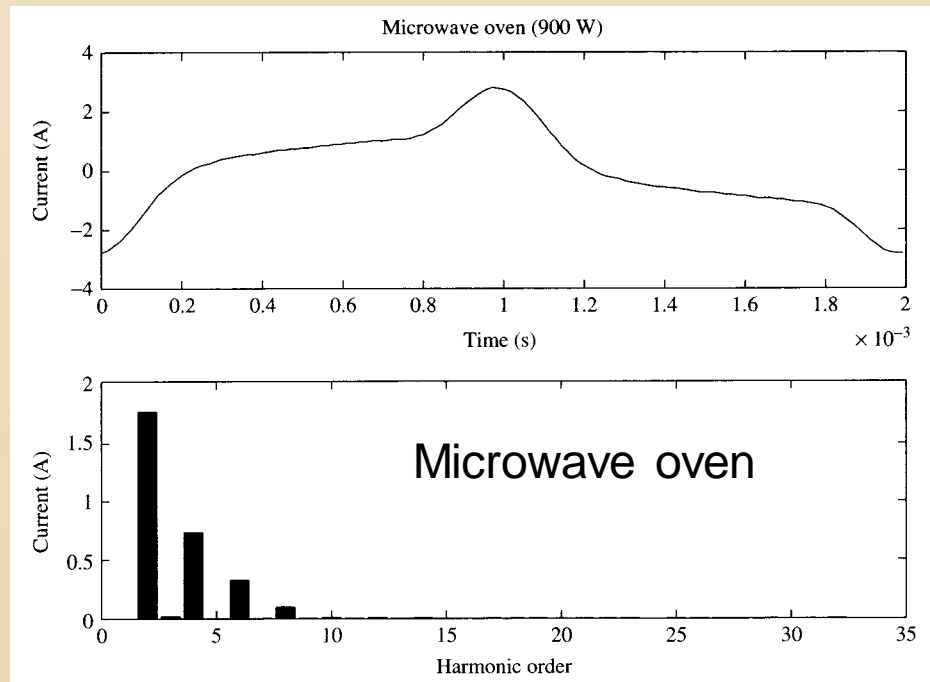 Microwave oven (900 W)
4
2
0
−2
−4
Current (A)
0 0.2 0.4 0.6 0.8 1 1.2 1.4 1.6 1.8 2
Time (s)
× 10⁻³
2
1.5
1
0.5
0
Current (A)
Microwave oven
0 5 10 15 20 25 30 35
Harmonic order